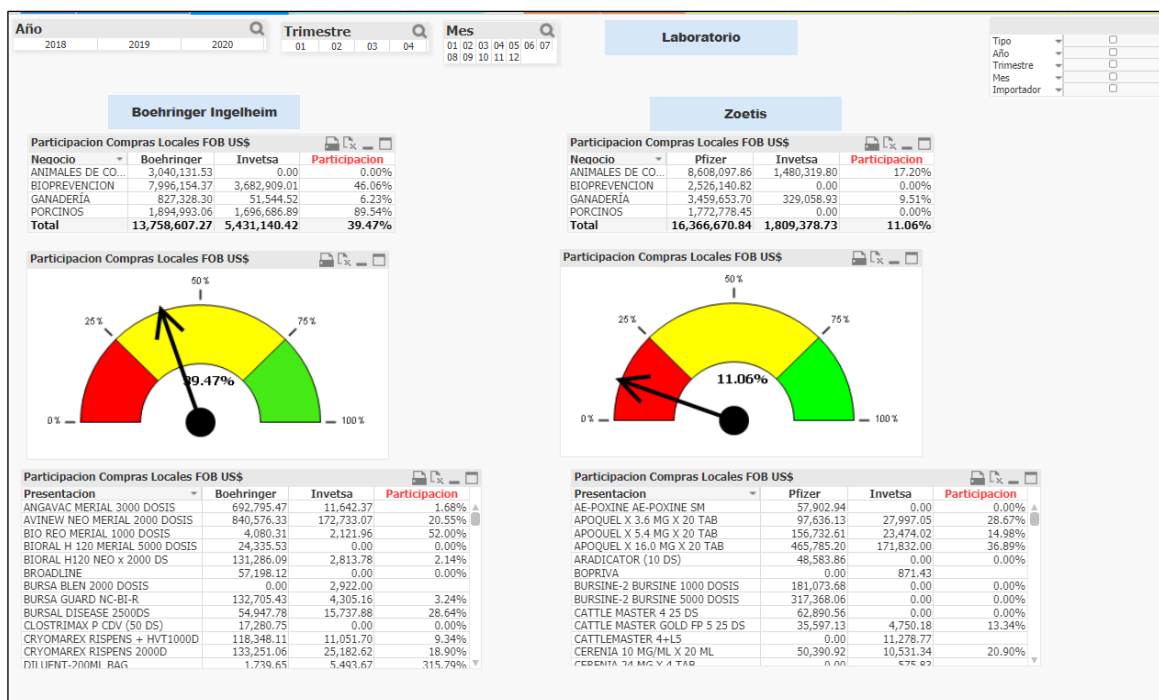 Año
2018 2019 2020
Trimestre
01 02 03 04
Mes
01 02 03 04 05 06 07
08 09 10 11 12
Laboratorio
Tipo
Año
Trimestre
Mes
Importador
Boehringer Ingelheim
Participacion Compras Locales FOB US$
Negocio Boehringer Invetsa Participacion
ANIMALES DE CO... 3,040,131.53 0.00 0.00%
BIOPREVENCION 7,996,154.37 3,682,909.01 46.06%
GANADERÍA 827,328.30 51,544.52 6.23%
PORCINOS 1,894,993.06 1,696,686.89 89.54%
Total 13,758,607.27 5,431,140.42 39.47%
Zoetis
Participacion Compras Locales FOB US$
Negocio Pfizer Invetsa Participacion
ANIMALES DE CO... 8,608,097.86 1,480,319.80 17.20%
BIOPREVENCION 2,526,140.82 0.00 0.00%
GANADERÍA 3,459,653.70 329,058.93 9.51%
PORCINOS 1,772,778.45 0.00 0.00%
Total 16,366,670.84 1,809,378.73 11.06%
Participacion Compras Locales FOB US$
50%
25% 75%
39.47%
0% 100%
Participacion Compras Locales FOB US$
50%
25% 75%
11.06%
0% 100%
Participacion Compras Locales FOB US$
Presentacion Boehringer Invetsa Participacion
ANGAVAC MERIAL 3000 DOSIS 692,795.47 11,642.37 1.68%
AVINEW NEO MERIAL 2000 DOSIS 840,576.33 172,733.07 20.55%
BIO REO MERIAL 1000 DOSIS 4,080.31 2,121.96 52.00%
BIORAL H 120 MERIAL 5000 DOSIS 24,335.53 0.00 0.00%
BIORAL H120 NEO x 2000 DS 131,286.09 2,813.78 2.14%
BROADLINE 57,198.12 0.00 0.00%
BURSA BLEN 2000 DOSIS 0.00 2,922.00
BURSA GUARD NC-BI-R 132,705.43 4,305.16 3.24%
BURSAL DISEASE 2500DS 54,947.78 15,737.88 28.64%
CLOSTRIMAX P CDV (50 DS) 17,280.75 0.00 0.00%
CRYOMAREX RISPENS + HVT1000D 118,348.11 11,051.70 9.34%
CRYOMAREX RISPENS 2000D 133,251.06 25,182.62 18.90%
DILUENT-200ML BAG 1,739.65 5,493.67 315.79%
Participacion Compras Locales FOB US$
Presentacion Pfizer Invetsa Participacion
AE-POXINE AE-POXINE SM 57,902.94 0.00 0.00%
APOQUEL X 3.6 MG X 20 TAB 97,636.13 27,997.05 28.67%
APOQUEL X 5.4 MG X 20 TAB 156,732.61 23,474.02 14.98%
APOQUEL X 16.0 MG X 20 TAB 465,785.20 171,832.00 36.89%
ARADICATOR (10 DS) 48,583.86 0.00 0.00%
BOPRIVA 0.00 871.43
BURSINE-2 BURSINE 1000 DOSIS 181,073.68 0.00 0.00%
BURSINE-2 BURSINE 5000 DOSIS 317,368.06 0.00 0.00%
CATTLE MASTER 4 25 DS 62,890.56 0.00 0.00%
CATTLE MASTER GOLD FP 5 25 DS 35,597.13 4,750.18 13.34%
CATTLEMASTER 4+L5 0.00 11,278.77
CERENIA 10 MG/ML X 20 ML 50,390.92 10,531.34 20.90%
CERENIA 24 MG X 4 TAB 0.00 575.83